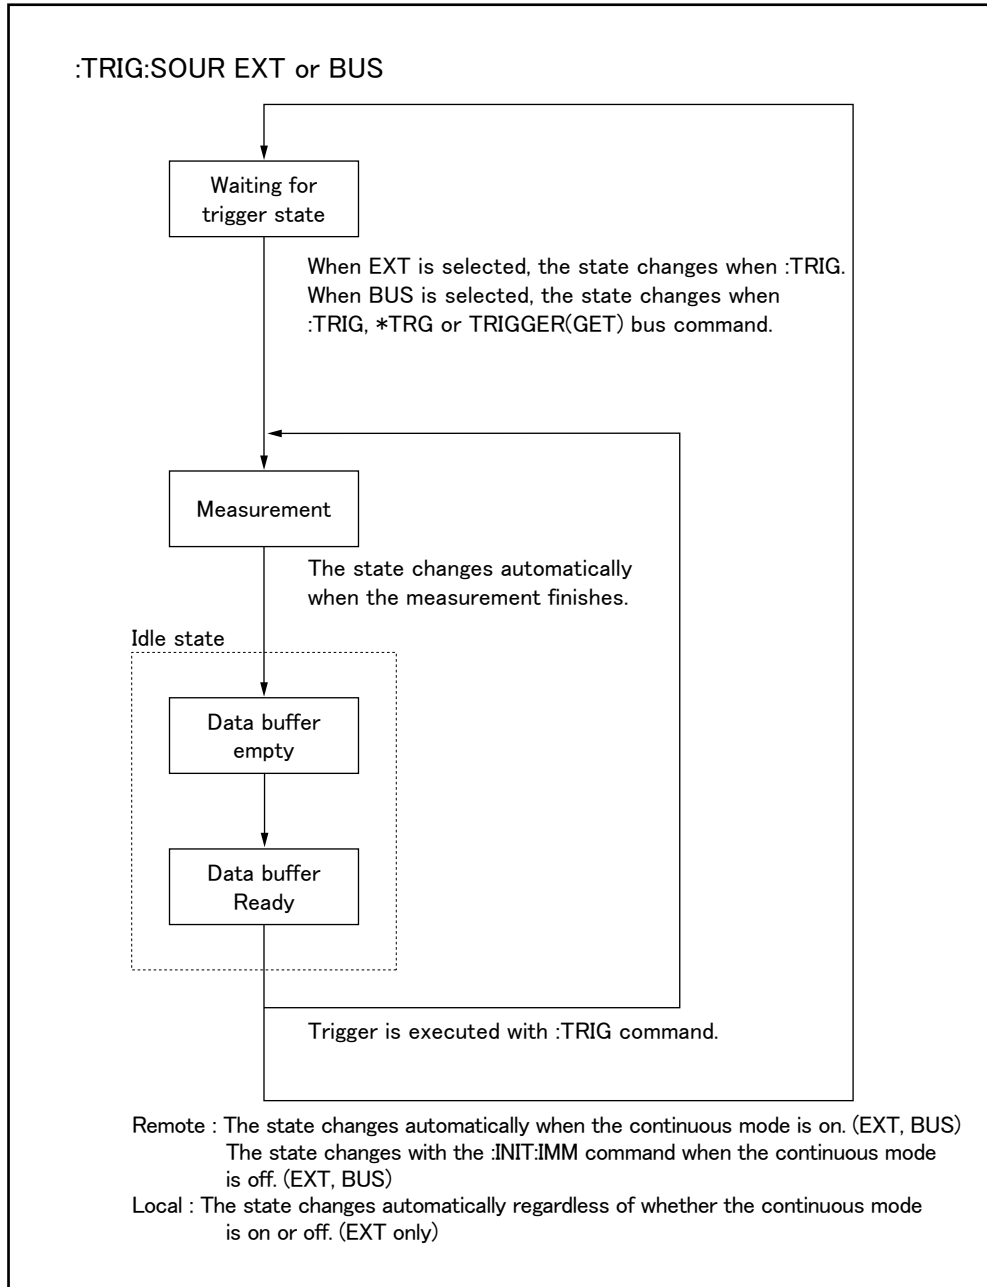 :TRIG:SOUR EXT or BUS
Waiting for
trigger state
When EXT is selected, the state changes when :TRIG.
When BUS is selected, the state changes when
:TRIG, *TRG or TRIGGER(GET) bus command.
Measurement
The state changes automatically
when the measurement finishes.
Idle state
Data buffer
empty
Data buffer
Ready
Trigger is executed with :TRIG command.
Remote : The state changes automatically when the continuous mode is on. (EXT, BUS)
The state changes with the :INIT:IMM command when the continuous mode
is off. (EXT, BUS)
Local : The state changes automatically regardless of whether the continuous mode
is on or off. (EXT only)